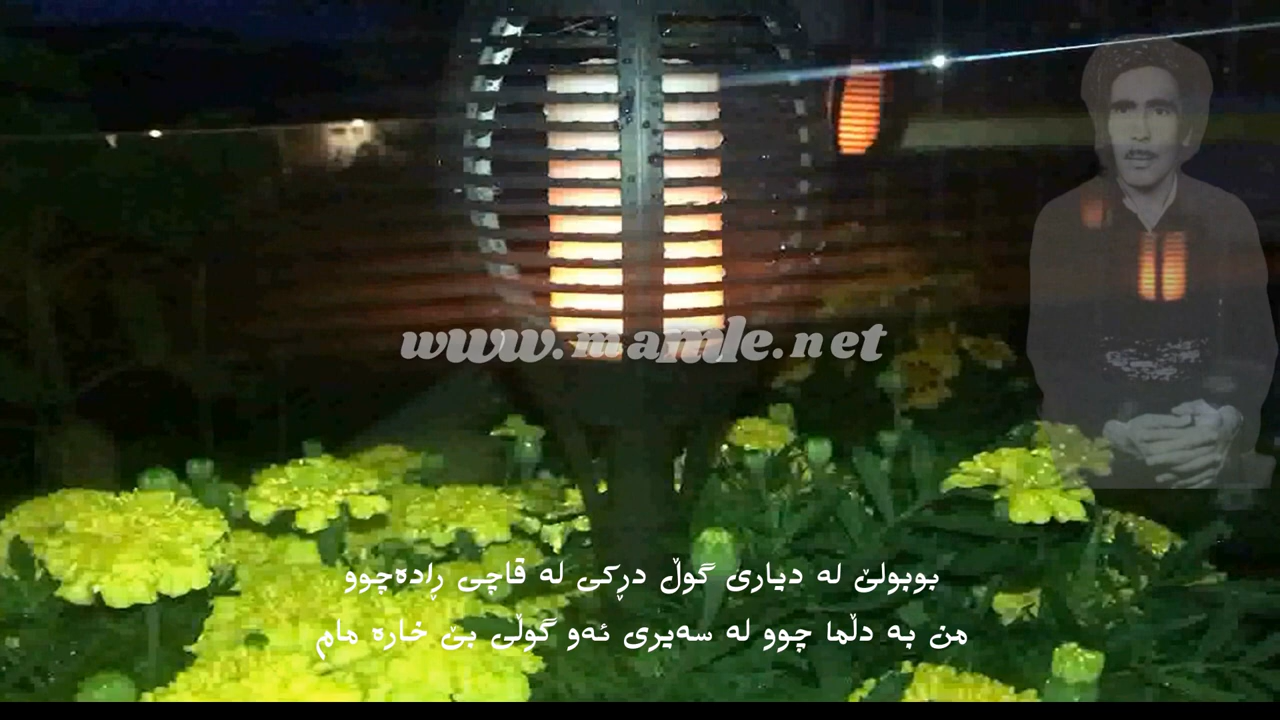 www.mamle.net
بوبولێ لە دیاری گوڵ دڕکی لە قاچی ڕادەچوو
من بە دڵما چوو لە سەیری ئەو گوڵی بێ خارە مام